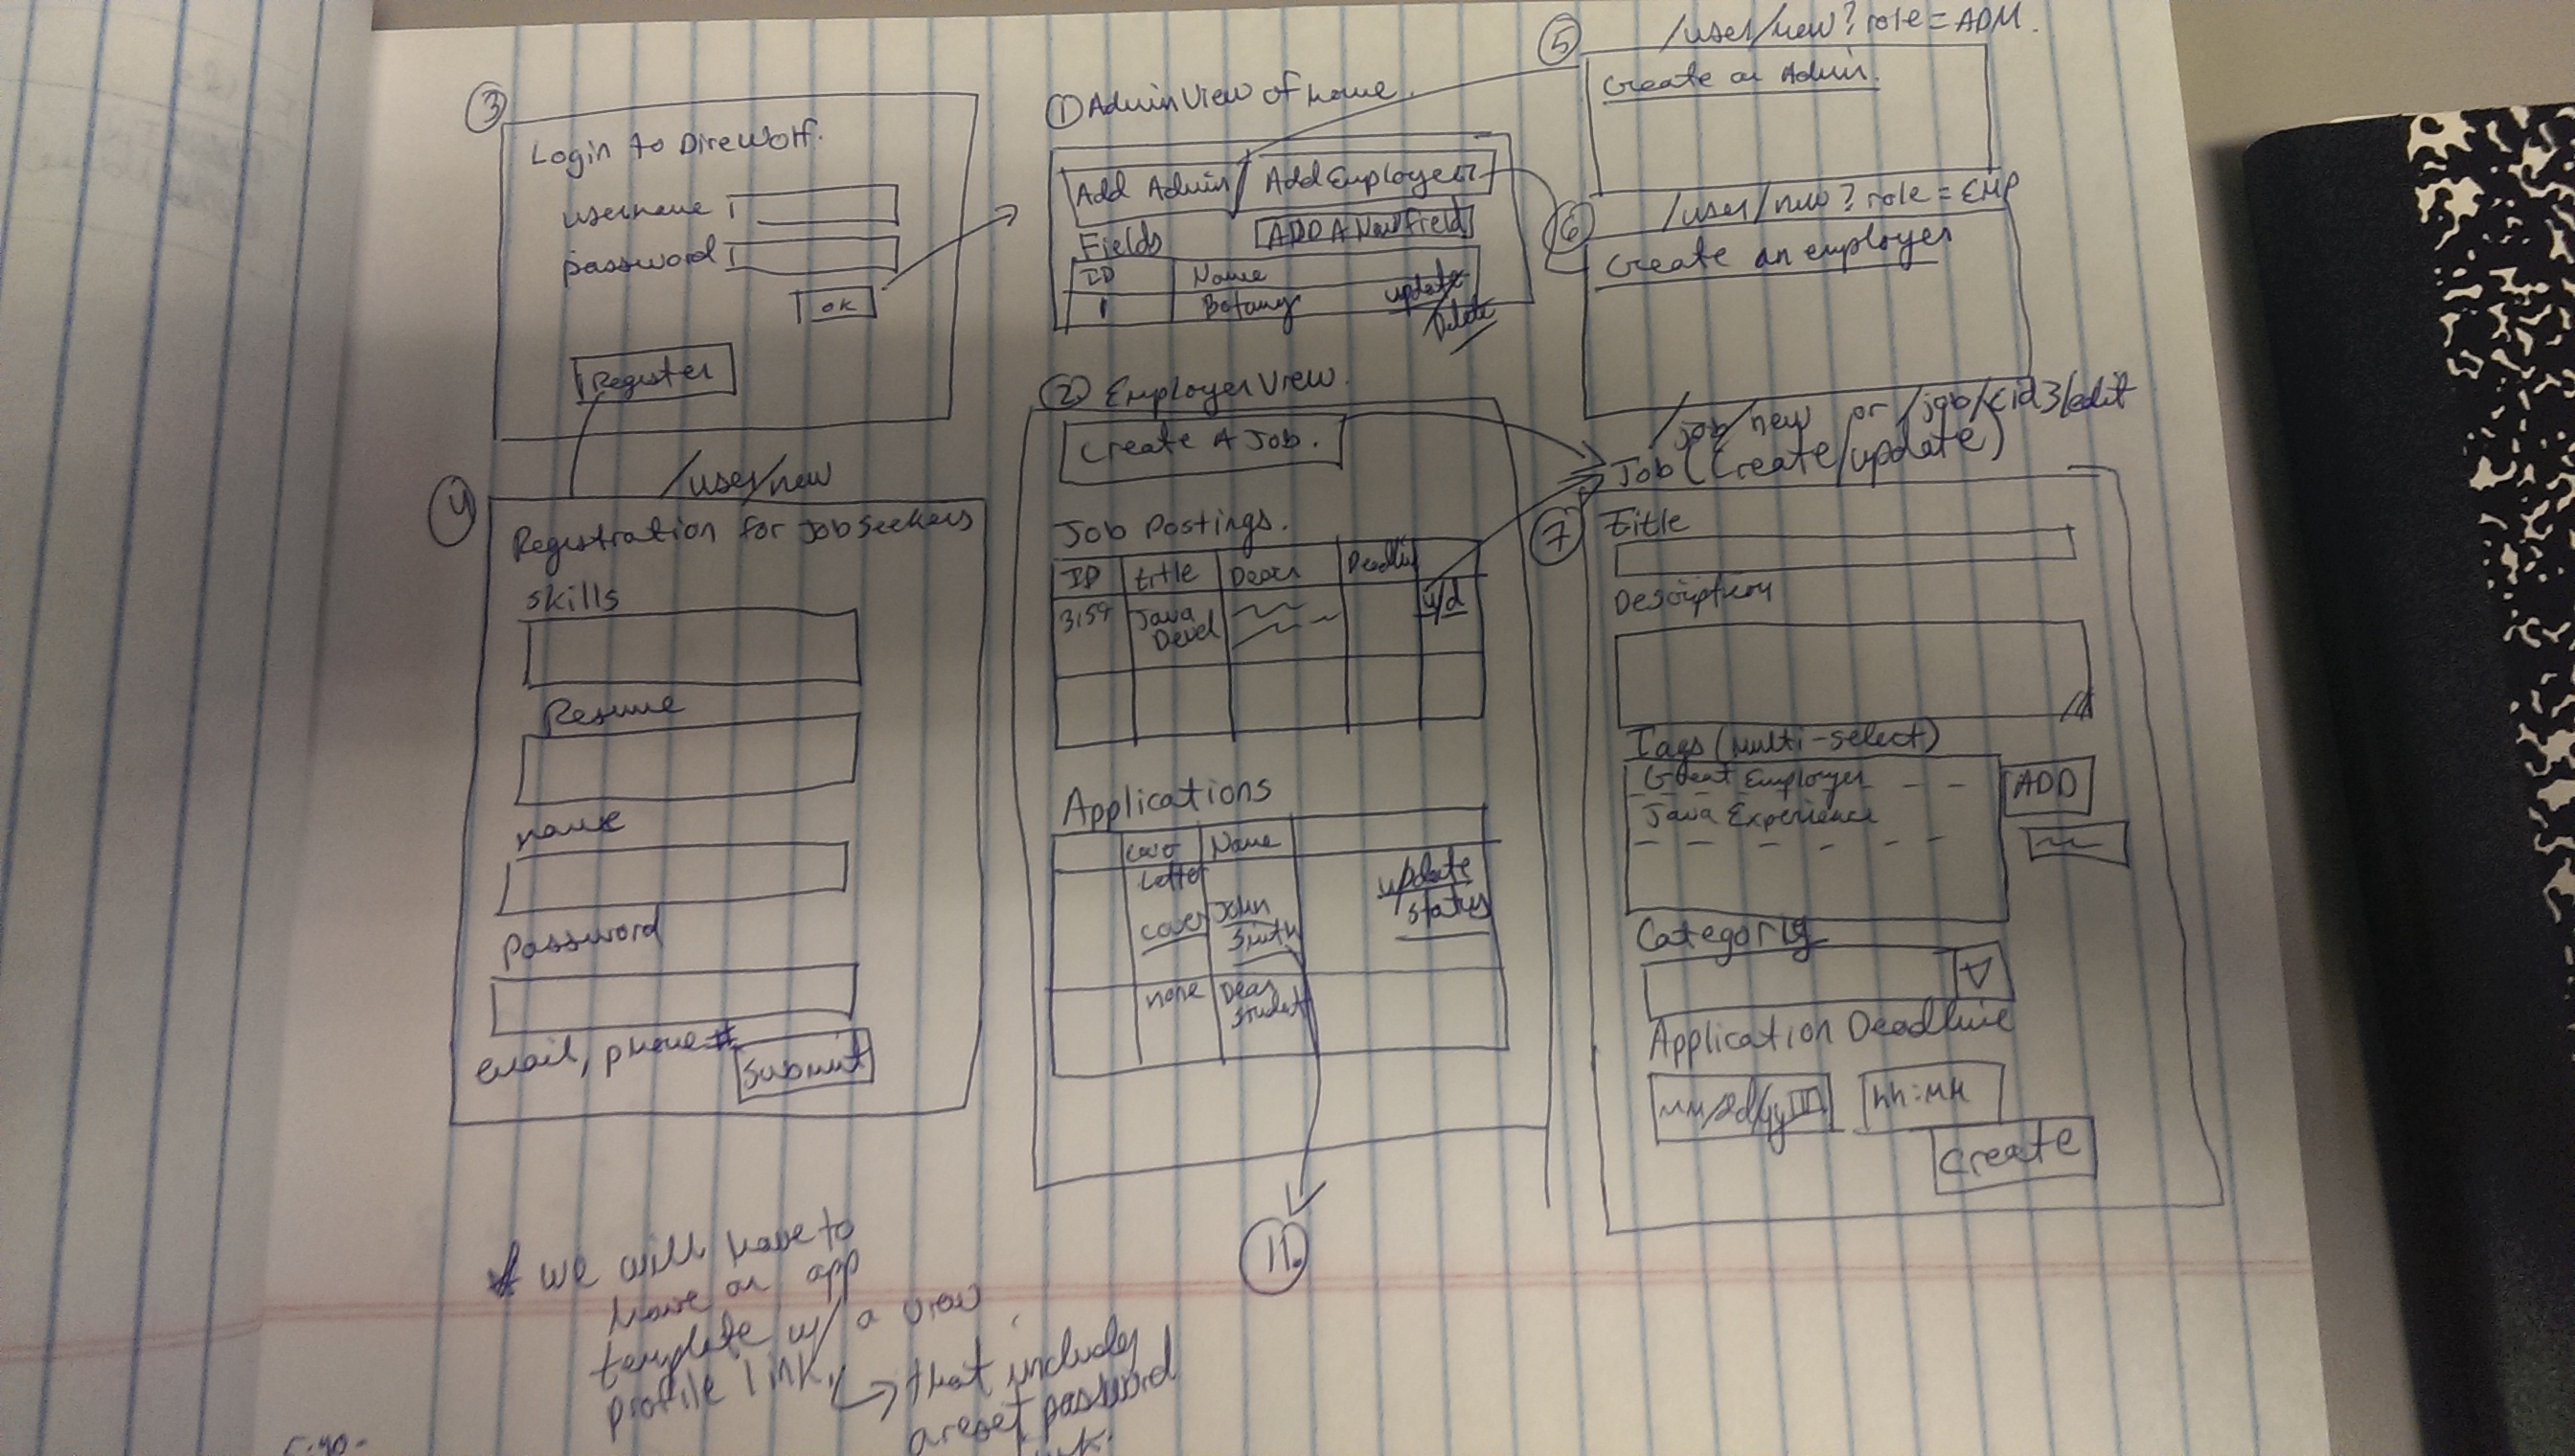 ③
Login to Direwolf.
username
password
OK
Register
/user/new
④
Registration for Job Seekers
skills
Resume
name
Password
email, phone #
Submit
① Admin View of Home.
Add Admin
Add Employer
Fields
ADD A New Field
ID Name
1 Botany update/
Delete
② Employer View.
Create A Job.
Job Postings.
ID title Descr Deadlin
3159 Java u/d
Devel
Applications
Cover Name
Letter
update
status
cover John
Smith
none Dear
Student
11.
⑤
/user/new?role=ADM.
Create an Admin.
⑥
/user/new?role=EMP
Create an employer
/job/new or /job/{id}/edit
Job (Create/update)
⑦
title
Description
Tags (multi-select)
Great Employer
Java Experience
ADD
Category
Application Deadline
mm/dd/yy
hh:mm
Create
* we will have to
have an app
template w/ a view
profile link,
→ that includes
a reset password